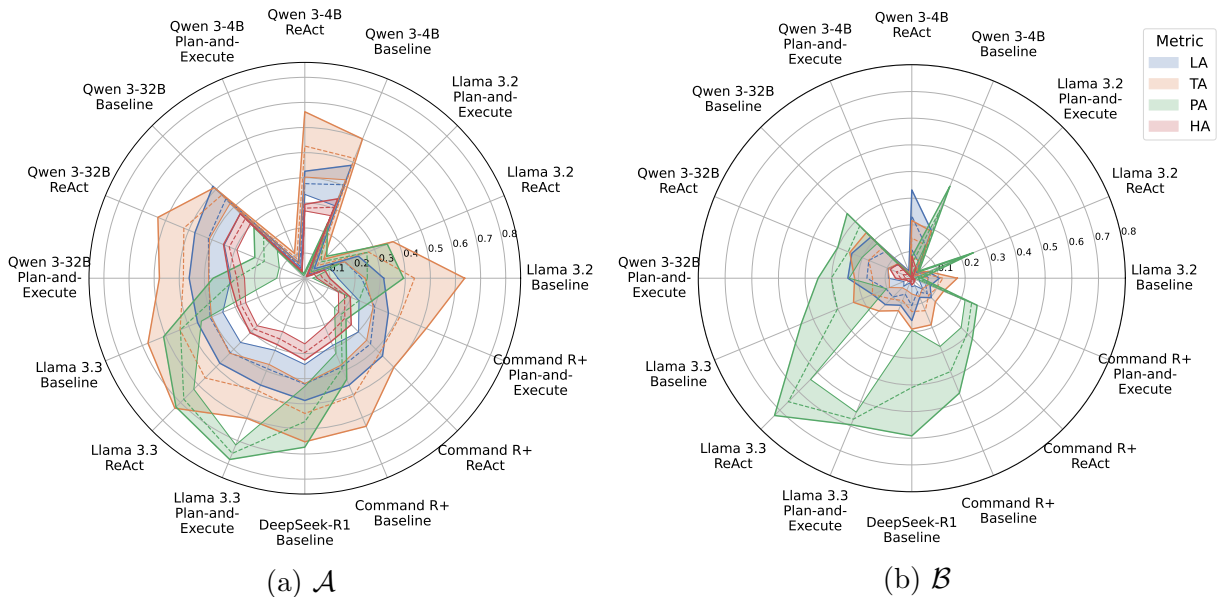 Qwen 3-4B
ReAct
Qwen 3-4B
Plan-and-
Execute
Qwen 3-4B
Baseline
Llama 3.2
Plan-and-
Execute
Qwen 3-32B
Baseline
Llama 3.2
ReAct
Qwen 3-32B
ReAct
0.1
0.2
0.3
0.4
0.5
0.6
0.7
0.8
Qwen 3-32B
Plan-and-
Execute
Llama 3.2
Baseline
Llama 3.3
Baseline
Command R+
Plan-and-
Execute
Llama 3.3
ReAct
Command R+
ReAct
Llama 3.3
Plan-and-
Execute
Command R+
Baseline
DeepSeek-R1
Baseline
(a) 𝒜
Qwen 3-4B
ReAct
Qwen 3-4B
Plan-and-
Execute
Qwen 3-4B
Baseline
Llama 3.2
Plan-and-
Execute
Qwen 3-32B
Baseline
Llama 3.2
ReAct
Qwen 3-32B
ReAct
0.1
0.2
0.3
0.4
0.5
0.6
0.7
0.8
Qwen 3-32B
Plan-and-
Execute
Llama 3.2
Baseline
Llama 3.3
Baseline
Command R+
Plan-and-
Execute
Llama 3.3
ReAct
Command R+
ReAct
Llama 3.3
Plan-and-
Execute
Command R+
Baseline
DeepSeek-R1
Baseline
(b) ℬ
Metric
LA
TA
PA
HA